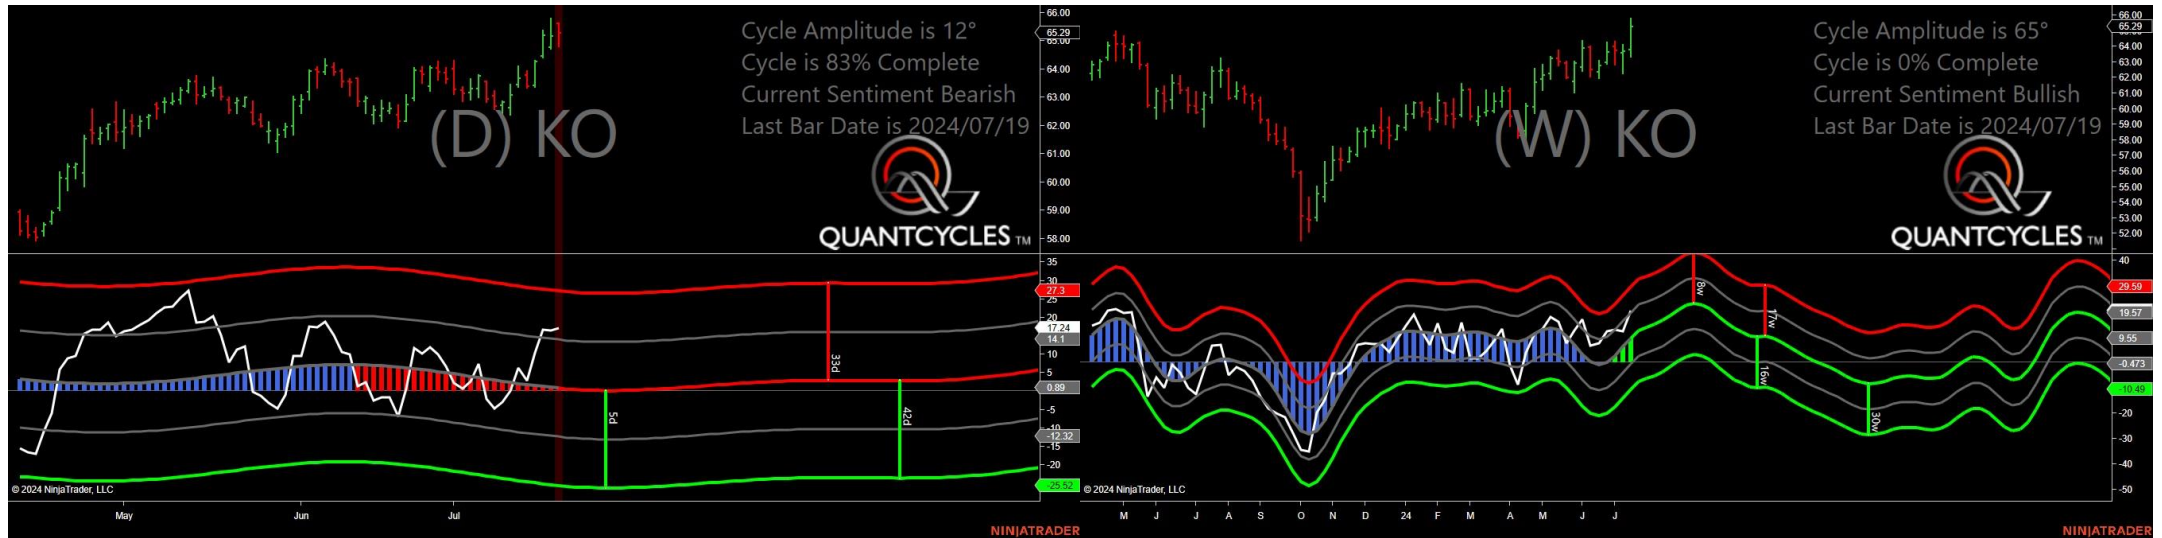 Cycle Amplitude is 12°
Cycle is 83% Complete
Current Sentiment Bearish
Last Bar Date is 2024/07/19
(D) KO
QUANTCYCLES TM
66.00
65.29
65.00
64.00
63.00
62.00
61.00
60.00
59.00
58.00
35
30
27.3
25
20
17.24
14.1
10
5
0.89
-5
-10
-12.32
-15
-20
-25.52
33d
5d
42d
© 2024 NinjaTrader, LLC
May
Jun
Jul
NINJATRADER
Cycle Amplitude is 65°
Cycle is 0% Complete
Current Sentiment Bullish
Last Bar Date is 2024/07/19
(W) KO
QUANTCYCLES TM
66.00
65.29
64.00
63.00
62.00
61.00
60.00
59.00
58.00
57.00
56.00
55.00
54.00
53.00
52.00
40
29.59
19.57
9.55
-0.473
-10.49
-20
-30
-40
-50
8w
17w
16w
30w
© 2024 NinjaTrader, LLC
M
J
J
A
S
O
N
D
24
F
M
A
M
J
J
NINJATRADER